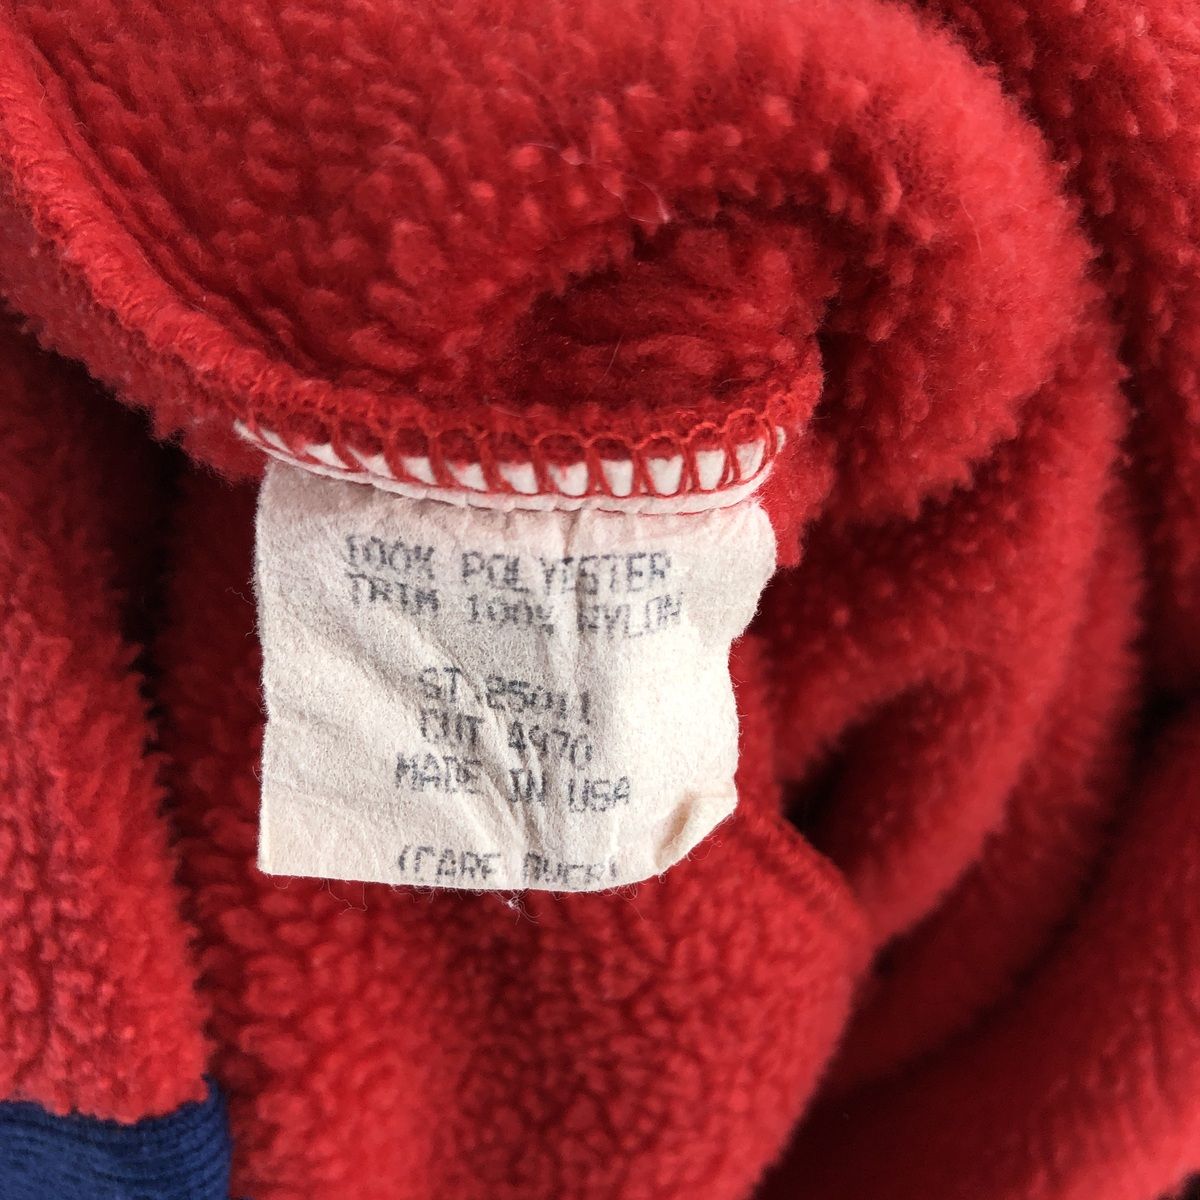 100% POLYESTER
TRIM 100% NYLON
ST 25011
CUT 4970
MADE IN USA
(CARE OVER)